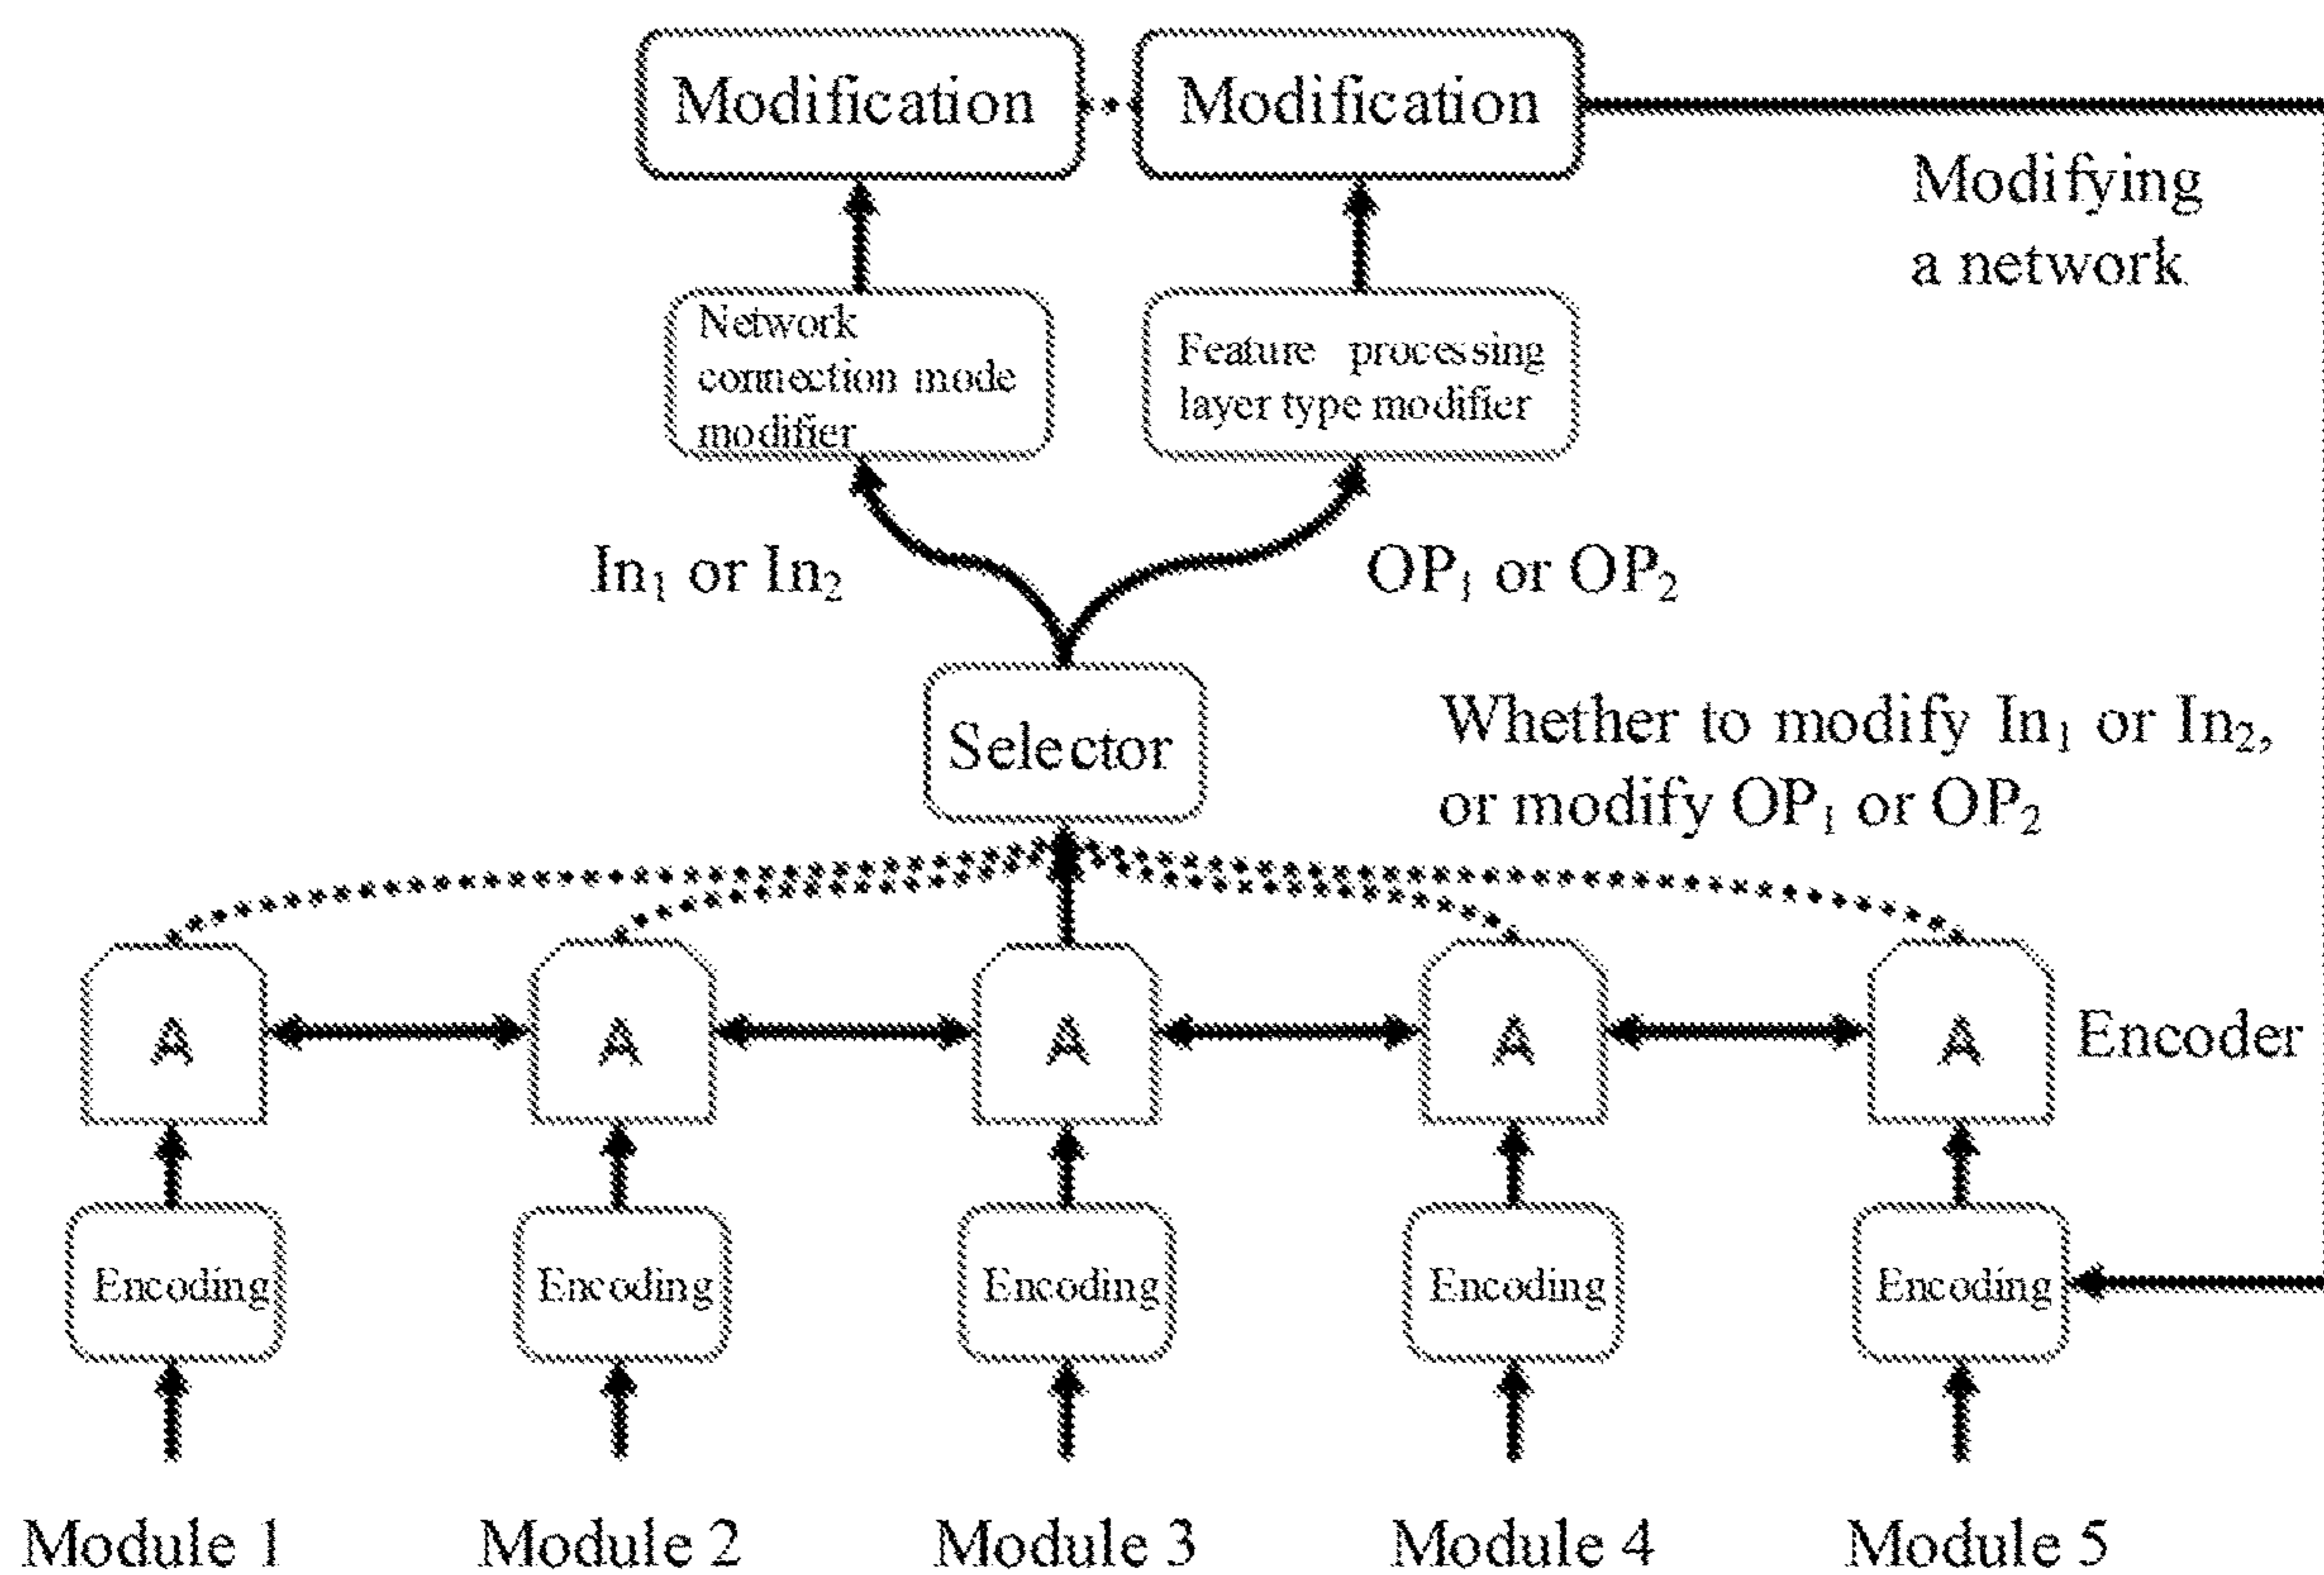 Modification
Modification
Modifying
a network
Network
connection mode
modifier
Feature processing
layer type modifier
In₁ or In₂
OP₁ or OP₂
Selector
Whether to modify In₁ or In₂,
or modify OP₁ or OP₂
A
A
A
A
A
Encoder
Encoding
Encoding
Encoding
Encoding
Encoding
Module 1
Module 2
Module 3
Module 4
Module 5